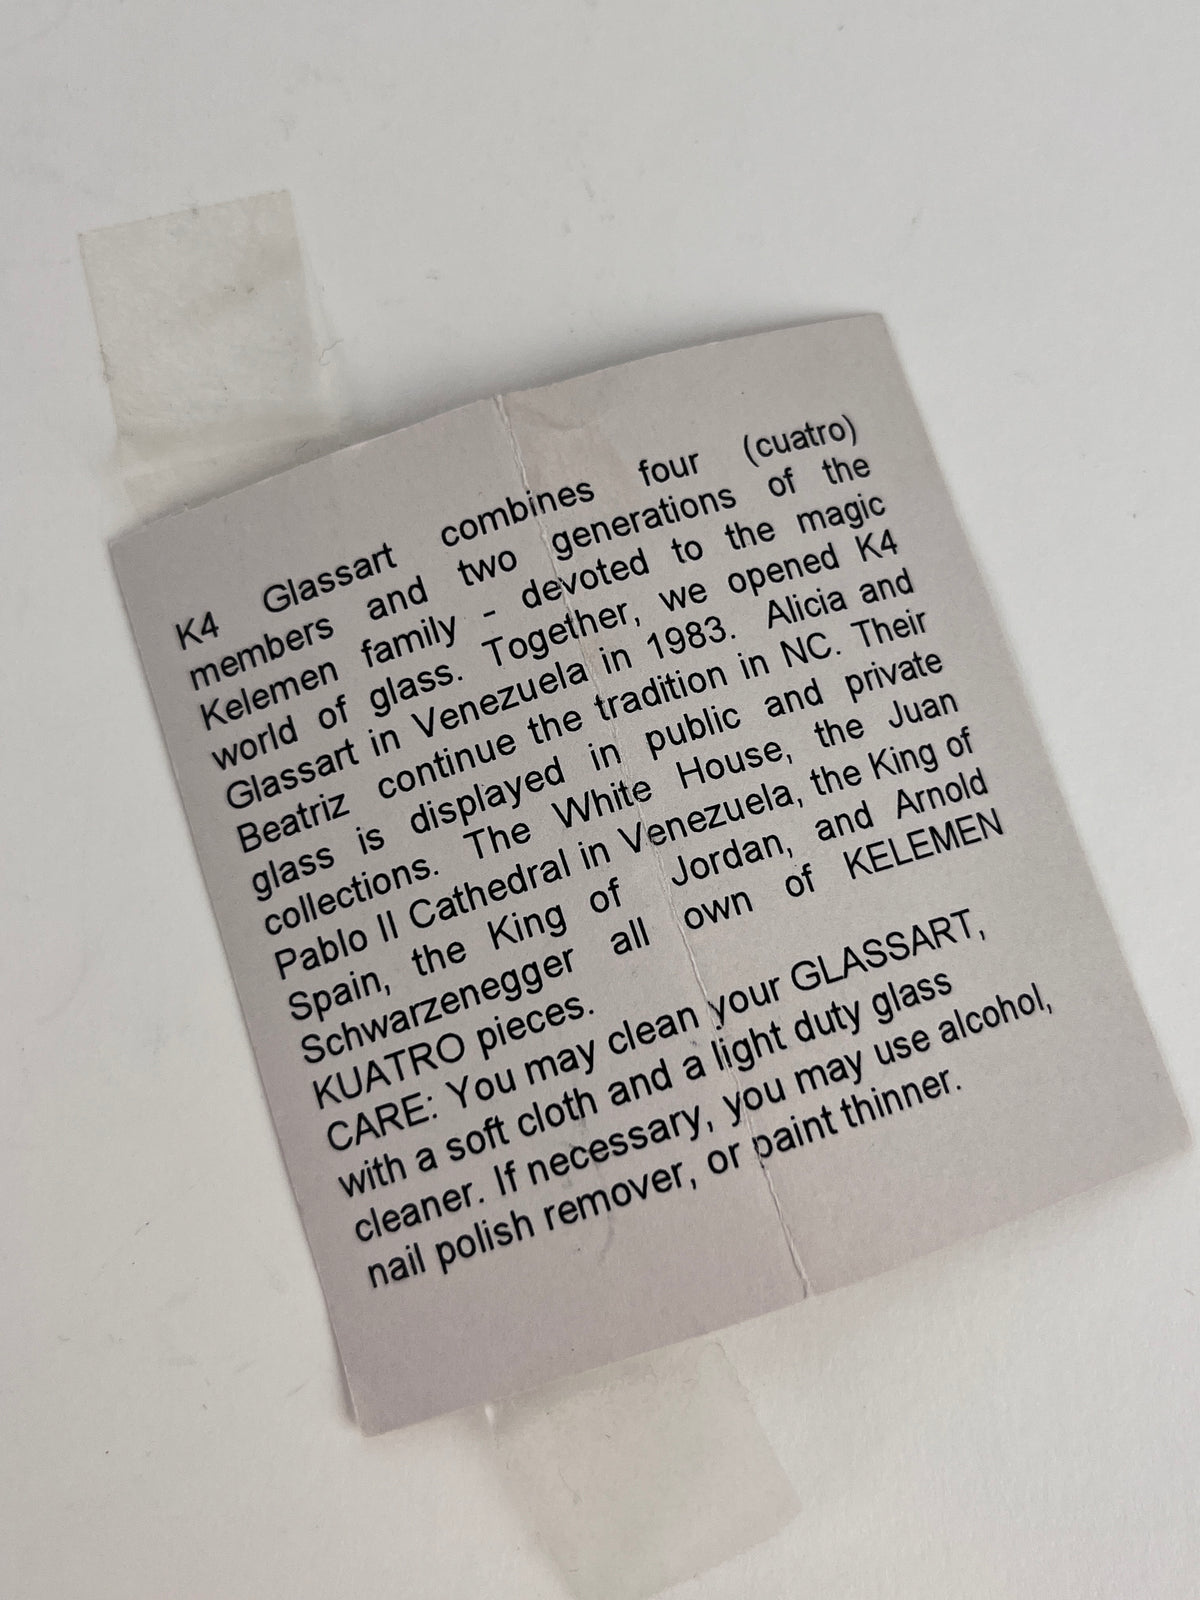 K4 Glassart combines four (cuatro)
members and two generations of the
Kelemen family - devoted to the magic
world of glass. Together, we opened K4
Glassart in Venezuela in 1983. Alicia and
Beatriz continue the tradition in NC. Their
glass is displayed in public and private
collections. The White House, the Juan
Pablo II Cathedral in Venezuela, the King of
Spain, the King of Jordan, and Arnold
Schwarzenegger all own of KELEMEN
KUATRO pieces.
CARE: You may clean your GLASSART,
with a soft cloth and a light duty glass
cleaner. If necessary, you may use alcohol,
nail polish remover, or paint thinner.